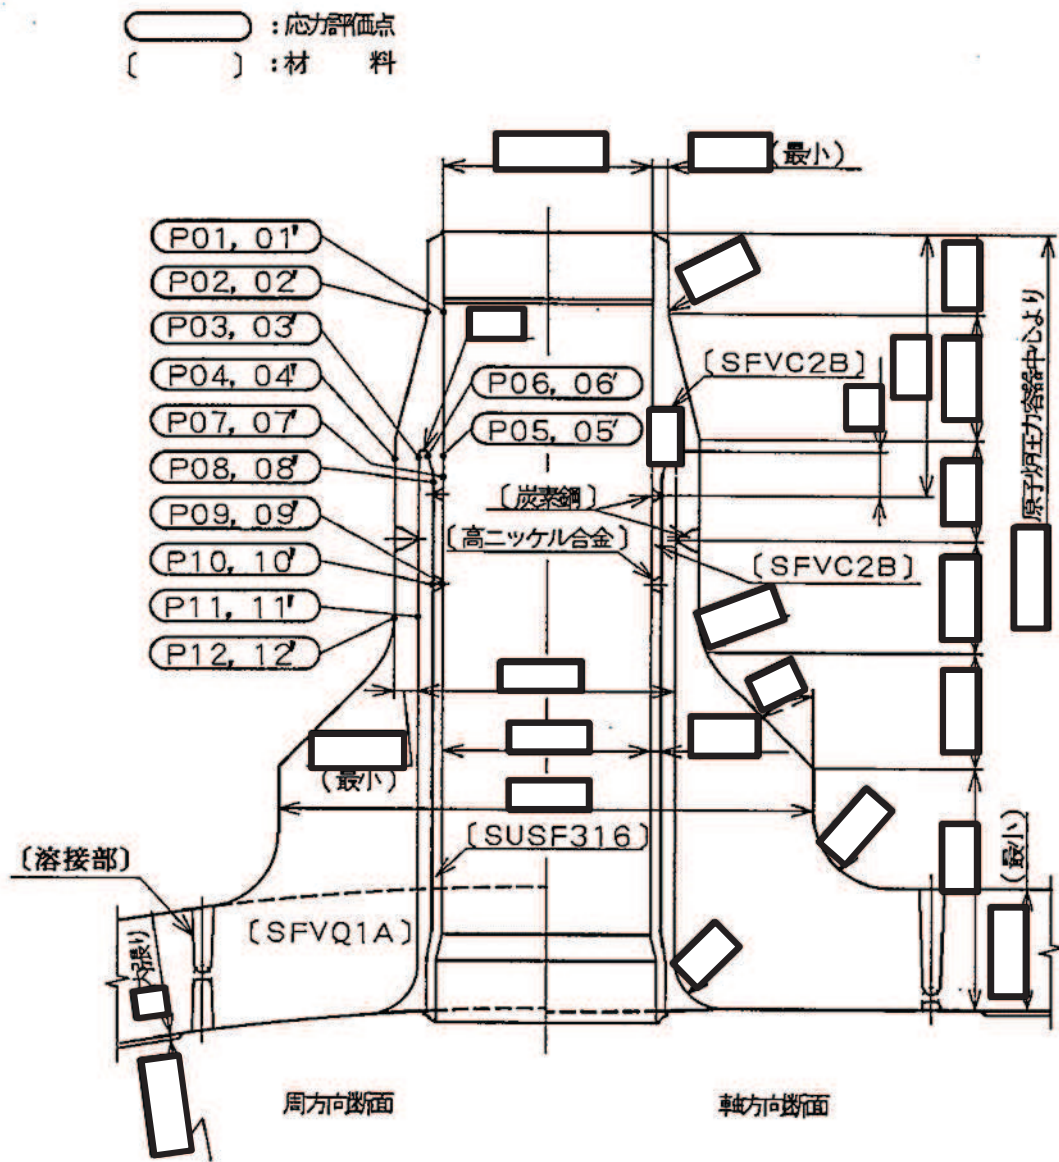 ：応力評価点
〔　　〕：材　料
（最小）
P01, 01′
P02, 02′
P03, 03′
P04, 04′
P07, 07′
P08, 08′
P09, 09′
P10, 10′
P11, 11′
P12, 12′
P06, 06′
P05, 05′
〔SFVC2B〕
〔炭素鋼〕
〔高ニッケル合金〕
〔SFVC2B〕
原子炉圧力容器中心より
（最小）
〔SUSF316〕
（最小）
〔溶接部〕
〔SFVQ1A〕
内張り
周方向断面
軸方向断面